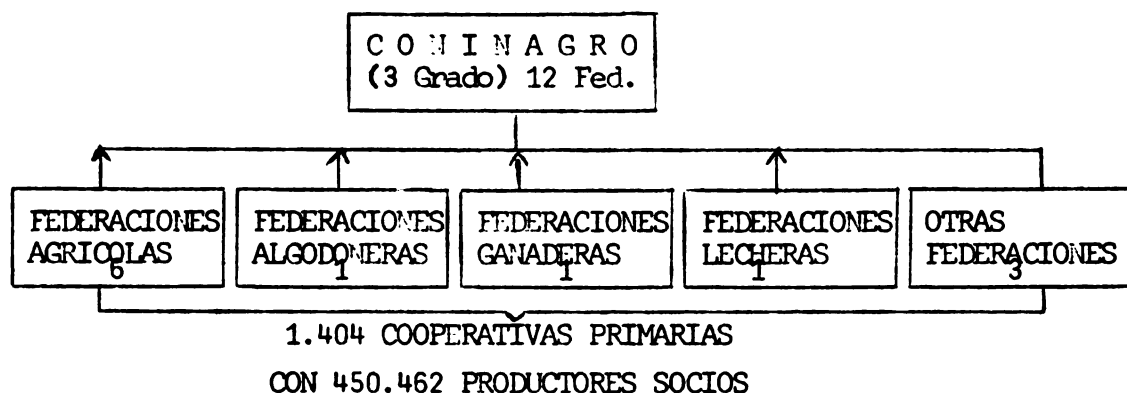 CONINAGRO
(3 Grado) 12 Fed.
FEDERACIONES
AGRICOLAS
6
FEDERACIONES
ALGODONERAS
1
FEDERACIONES
GANADERAS
1
FEDERACIONES
LECHERAS
1
OTRAS
FEDERACIONES
3
1.404 COOPERATIVAS PRIMARIAS
CON 450.462 PRODUCTORES SOCIOS